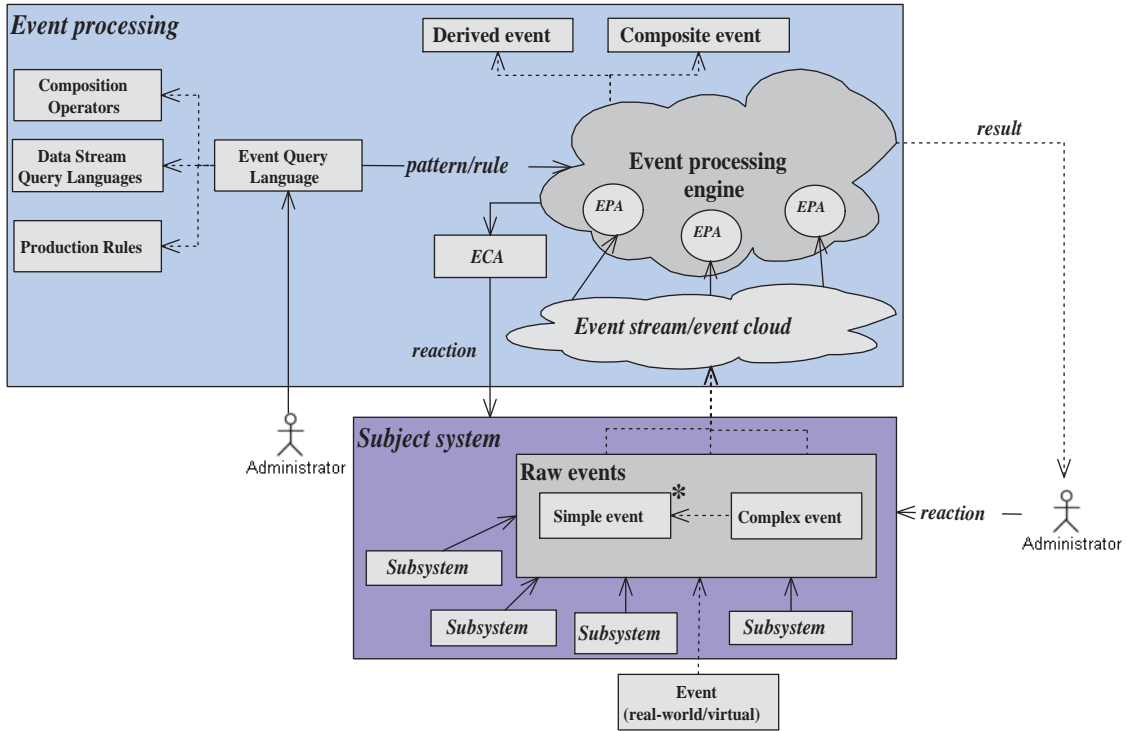 Event processing
Derived event
Composite event
Composition
Operators
Data Stream
Query Languages
Production Rules
Event Query
Language
pattern/rule
Event processing
engine
EPA
EPA
EPA
ECA
Event stream/event cloud
reaction
result
Administrator
Subject system
Raw events
Simple event
*
Complex event
Subsystem
Subsystem
Subsystem
Subsystem
reaction
Administrator
Event
(real-world/virtual)